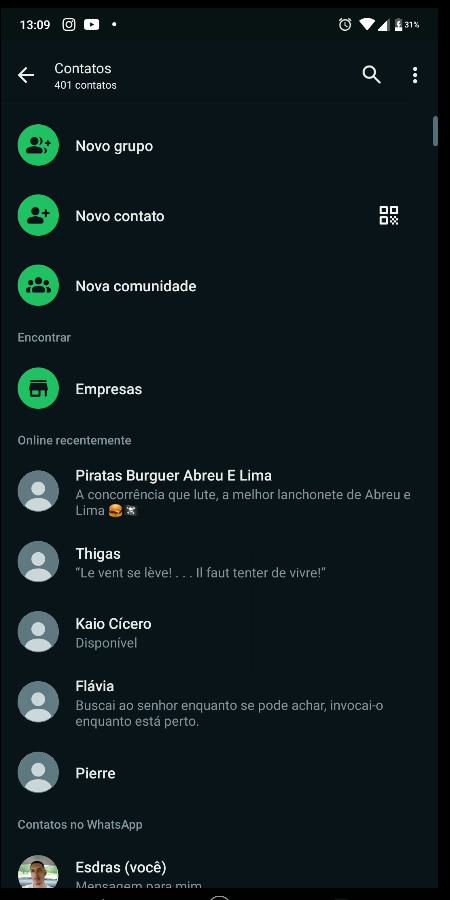 13:09
31%
Contatos
401 contatos
Novo grupo
Novo contato
Nova comunidade
Encontrar
Empresas
Online recentemente
Piratas Burguer Abreu E Lima
A concorrência que lute, a melhor lanchonete de Abreu e
Lima 🍔🏴‍☠️
Thigas
“Le vent se lève! . . . Il faut tenter de vivre!”
Kaio Cícero
Disponível
Flávia
Buscai ao senhor enquanto se pode achar, invocai-o
enquanto está perto.
Pierre
Contatos no WhatsApp
Esdras (você)
Mensagem para mim